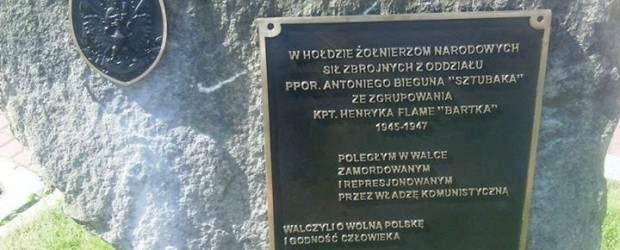 W HOŁDZIE ŻOŁNIERZOM NARODOWYCH
SIŁ ZBROJNYCH Z ODDZIAŁU
PPOR. ANTONIEGO BIEGUNA "SZTUBAKA"
ZE ZGRUPOWANIA
KPT. HENRYKA FLAME "BARTKA"
1945-1947
POLEGŁYM W WALCE
ZAMORDOWANYM
I REPRESJONOWANYM
PRZEZ WŁADZĘ KOMUNISTYCZNĄ
WALCZYLI O WOLNĄ POLSKĘ
I GODNOŚĆ CZŁOWIEKA